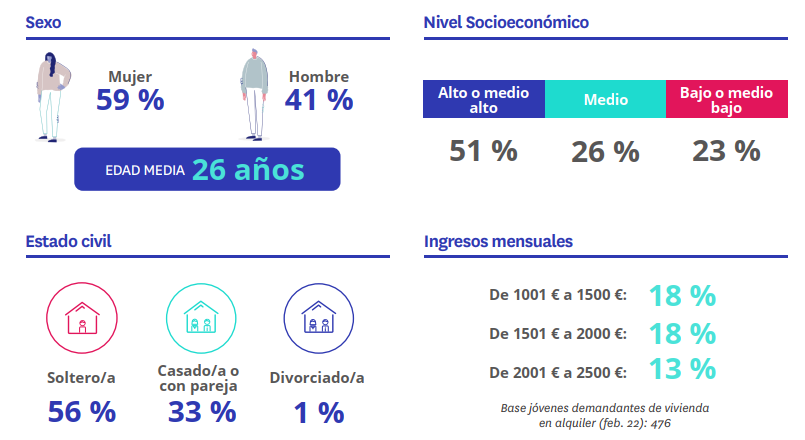 Sexo
Mujer
59 %
Hombre
41 %
EDAD MEDIA 26 años
Nivel Socioeconómico
Alto o medio
alto
Medio
Bajo o medio
bajo
51 %
26 %
23 %
Estado civil
Soltero/a
56 %
Casado/a o
con pareja
33 %
Divorciado/a
1 %
Ingresos mensuales
De 1001 € a 1500 €: 18 %
De 1501 € a 2000 €: 18 %
De 2001 € a 2500 €: 13 %
Base jóvenes demandantes de vivienda
en alquiler (feb. 22): 476